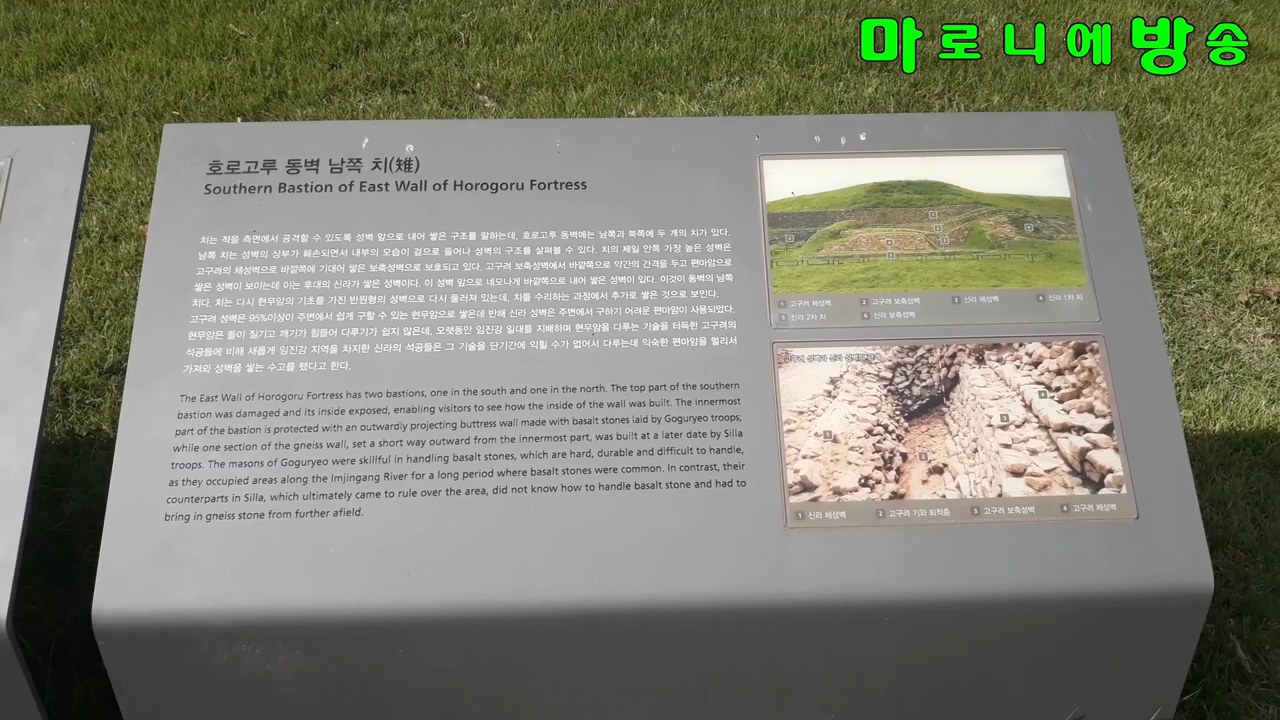 마로니에방송
호로고루 동벽 남쪽 치(雉)
Southern Bastion of East Wall of Horogoru Fortress
치는 적을 측면에서 공격할 수 있도록 성벽 앞으로 내어 쌓은 구조를 말하는데, 호로고루 동벽에는 남쪽과 북쪽에 두 개의 치가 있다.
남쪽 치는 성벽의 상부가 훼손되면서 내부의 모습이 겉으로 들어나 성벽의 구조를 살펴볼 수 있다. 치의 제일 안쪽 가장 높은 성벽은
고구려의 체성벽으로 바깥쪽에 기대어 쌓은 보축성벽으로 보호되고 있다. 고구려 보축성벽에서 바깥쪽으로 약간의 간격을 두고 편마암으로
쌓은 성벽이 보이는데 이는 후대의 신라가 쌓은 성벽이다. 이 성벽 앞으로 네모나게 바깥쪽으로 내어 쌓은 성벽이 있다. 이것이 동벽의 남쪽
치다. 치는 다시 현무암의 기초를 가진 반원형의 성벽으로 다시 둘러져 있는데, 치를 수리하는 과정에서 추가로 쌓은 것으로 보인다.
고구려 성벽은 95%이상이 주변에서 쉽게 구할 수 있는 현무암으로 쌓은데 반해 신라 성벽은 주변에서 구하기 어려운 편마암이 사용되었다.
현무암은 돌이 질기고 깨기가 힘들어 다루기가 쉽지 않은데, 오랫동안 임진강 일대를 지배하며 현무암을 다루는 기술을 터득한 고구려의
석공들에 비해 새롭게 임진강 지역을 차지한 신라의 석공들은 그 기술을 단기간에 익힐 수가 없어서 다루는데 익숙한 편마암을 멀리서
가져와 성벽을 쌓는 수고를 했다고 한다.
The East Wall of Horogoru Fortress has two bastions, one in the south and one in the north. The top part of the southern
bastion was damaged and its inside exposed, enabling visitors to see how the inside of the wall was built. The innermost
part of the bastion is protected with an outwardly projecting buttress wall made with basalt stones iaid by Goguryeo troops;
while one section of the gneiss wall, set a short way outward from the innermost part, was built at a later date by Silla
troops. The masons of Goguryeo were skillful in handling basalt stones, which are hard, durable and difficult to handle,
as they occupied areas along the Imjingang River for a long period where basalt stones were common. In contrast, their
counterparts in Silla, which ultimately came to rule over the area, did not know how to handle basalt stone and had to
bring in gneiss stone from further afield.
1 고구려 체성벽 2 고구려 보축성벽 3 신라 체성벽 4 신라 1차 치
5 신라 2차 치 6 신라 보축성벽
1 신라 체성벽 2 고구려 기와 퇴적층 3 고구려 보축성벽 4 고구려 체성벽